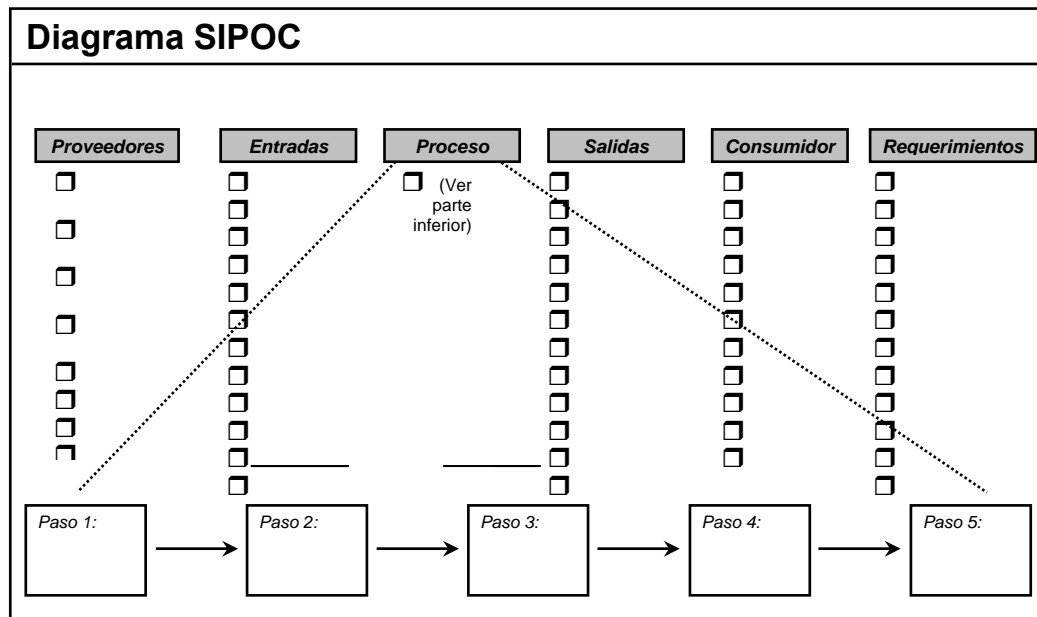 Diagrama SIPOC
Proveedores
Entradas
Proceso
Salidas
Consumidor
Requerimientos
(Ver
parte
inferior)
Paso 1:
Paso 2:
Paso 3:
Paso 4:
Paso 5: